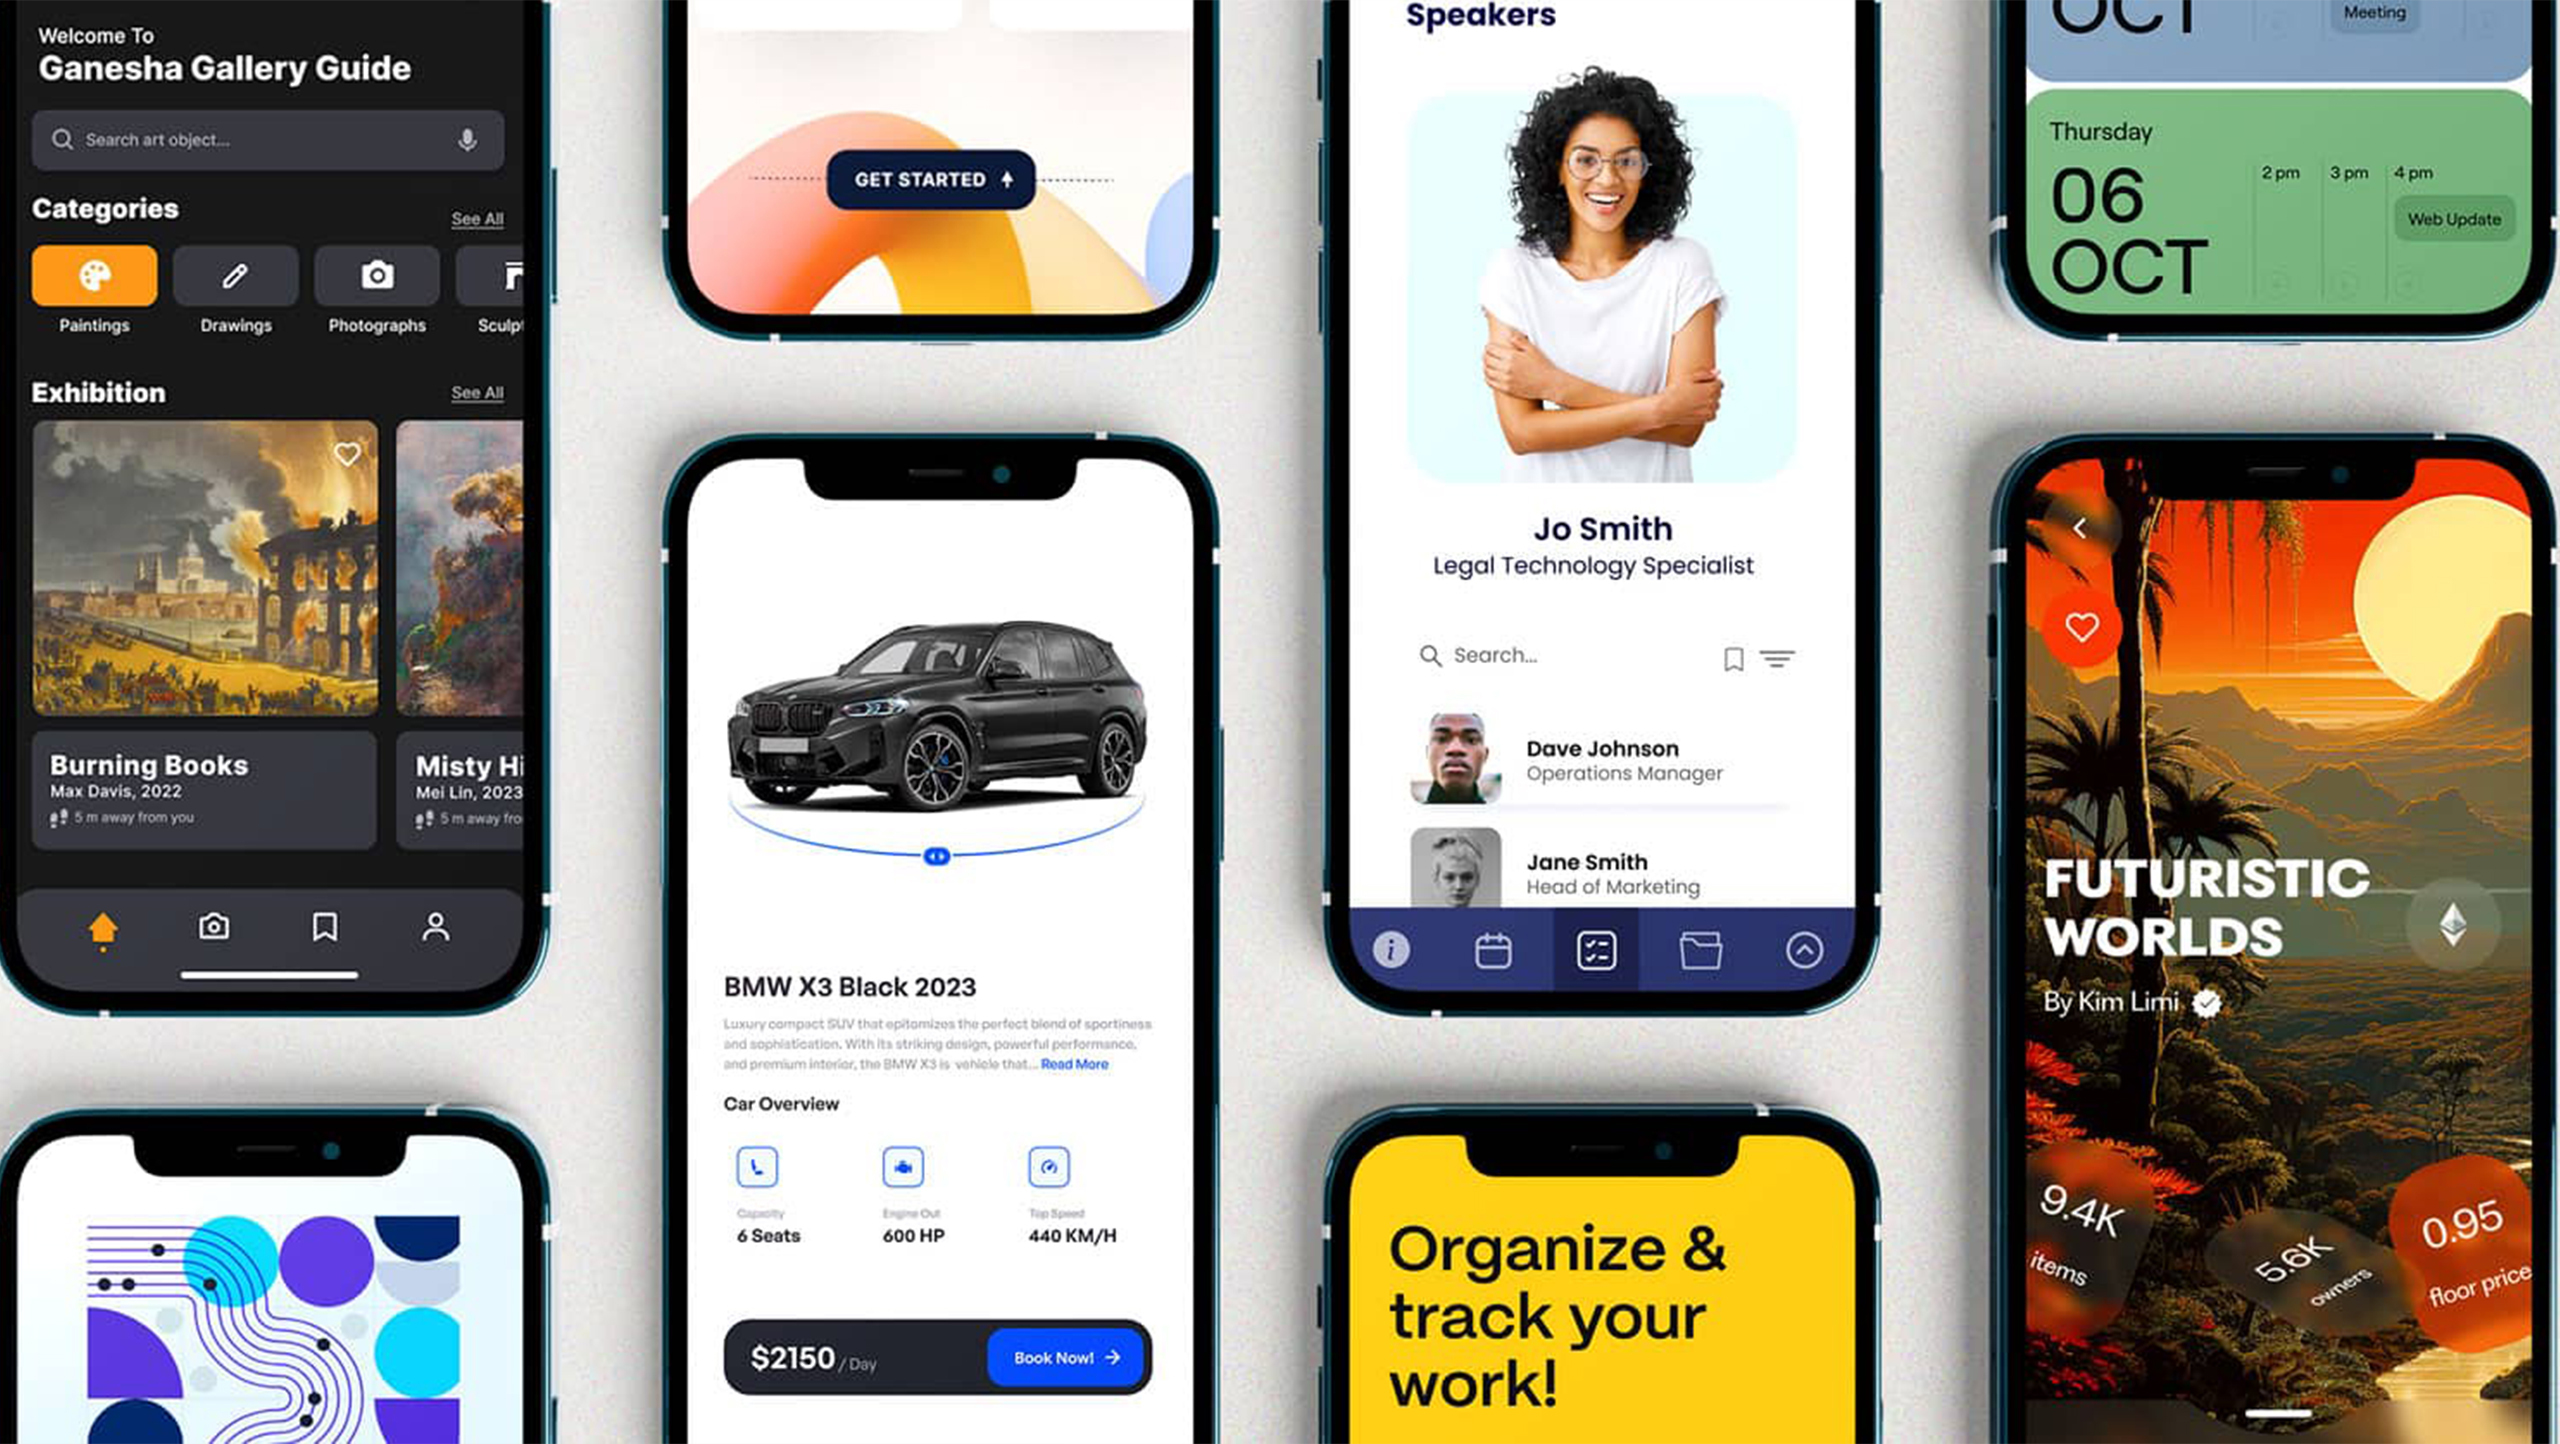 Welcome To
Ganesha Gallery Guide
Search art object...
Categories
See All
Paintings
Drawings
Photographs
Sculpt
Exhibition
See All
Burning Books
Max Davis, 2022
5 m away from you
Misty Hi
Mei Lin, 2023
5 m away fro
GET STARTED
BMW X3 Black 2023
Luxury compact SUV that epitomizes the perfect blend of sportiness
and sophistication. With its striking design, powerful performance,
and premium interior, the BMW X3 is vehicle that... Read More
Car Overview
Capacity
6 Seats
Engine Out
600 HP
Top Speed
440 KM/H
$2150 / Day
Book Now!
Speakers
Jo Smith
Legal Technology Specialist
Search...
Dave Johnson
Operations Manager
Jane Smith
Head of Marketing
Organize &
track your
work!
OCT
Meeting
Thursday
06
OCT
2 pm
3 pm
4 pm
Web Update
FUTURISTIC
WORLDS
By Kim Limi
9.4K
items
5.6K
owners
0.95
floor price